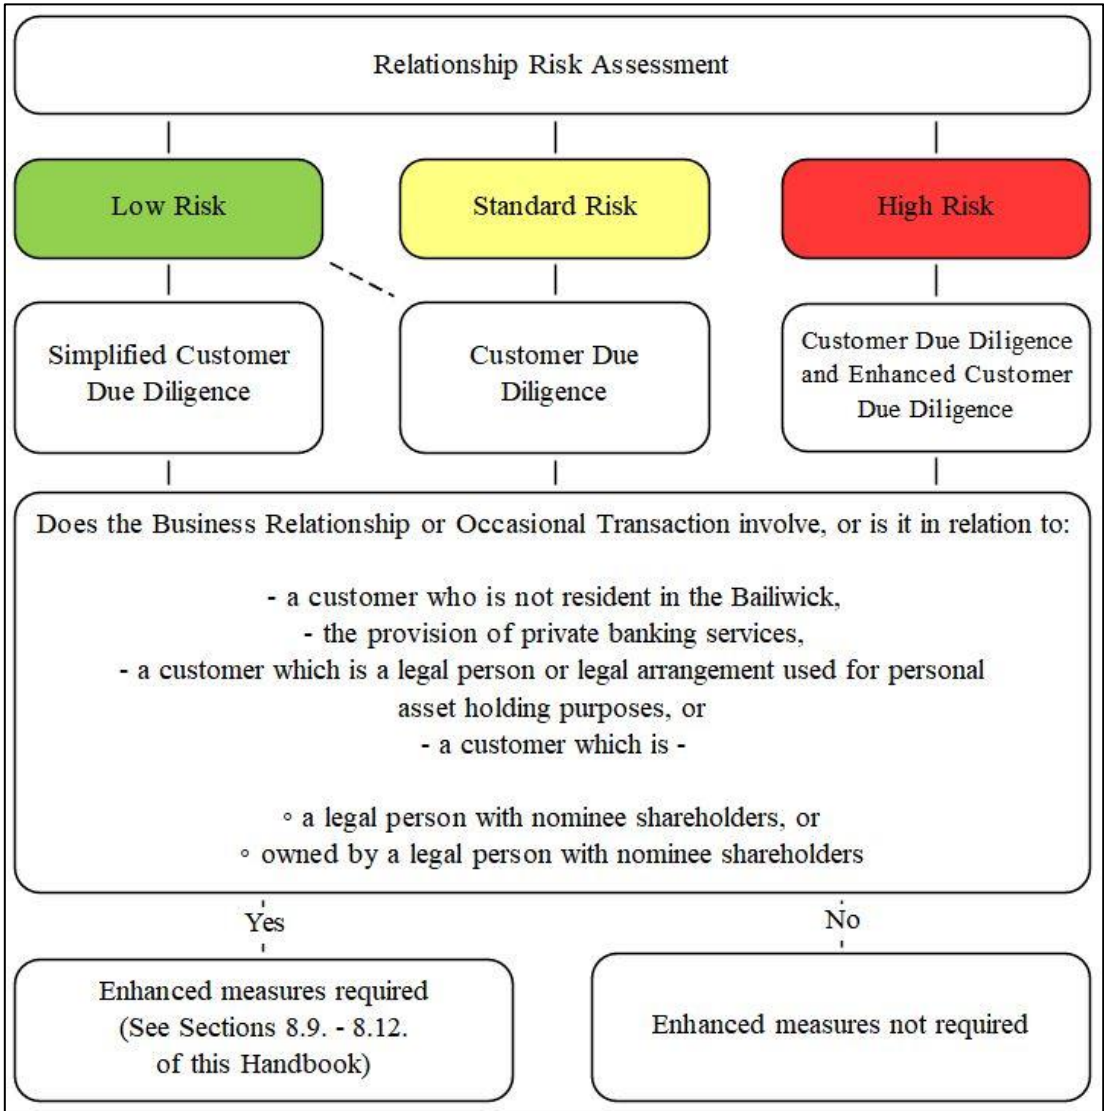 Relationship Risk Assessment
Low Risk
Standard Risk
High Risk
Simplified Customer
Due Diligence
Customer Due
Diligence
Customer Due Diligence
and Enhanced Customer
Due Diligence
Does the Business Relationship or Occasional Transaction involve, or is it in relation to:
- a customer who is not resident in the Bailiwick,
- the provision of private banking services,
- a customer which is a legal person or legal arrangement used for personal
asset holding purposes, or
- a customer which is -
∘ a legal person with nominee shareholders, or
∘ owned by a legal person with nominee shareholders
Yes
No
Enhanced measures required
(See Sections 8.9. - 8.12.
of this Handbook)
Enhanced measures not required